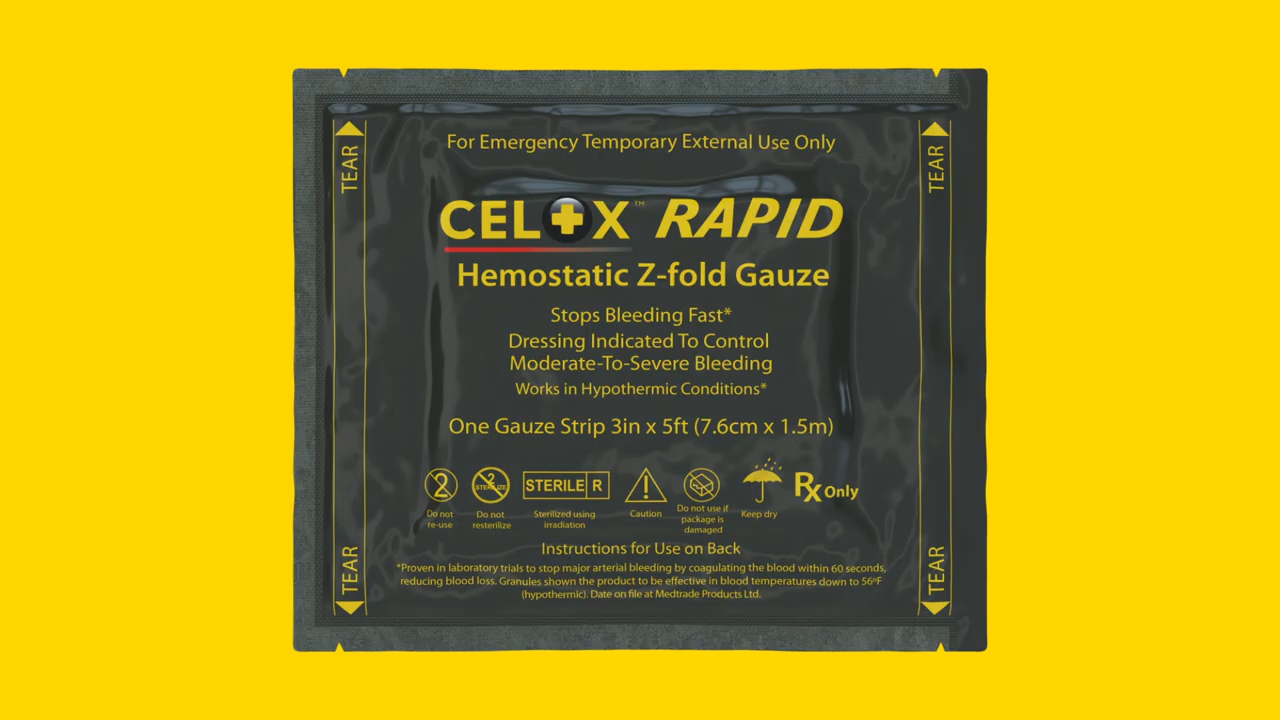 For Emergency Temporary External Use Only
TEAR
TEAR
CELOX™ RAPID
Hemostatic Z-fold Gauze
Stops Bleeding Fast*
Dressing Indicated To Control
Moderate-To-Severe Bleeding
Works in Hypothermic Conditions*
One Gauze Strip 3in x 5ft (7.6cm x 1.5m)
2
2
STERILIZE
STERILE R
Rx Only
Do not
re-use
Do not
resterilize
Sterilized using
irradiation
Caution
Do not use if
package is
damaged
Keep dry
Instructions for Use on Back
TEAR
TEAR
*Proven in laboratory trials to stop major arterial bleeding by coagulating the blood within 60 seconds,
reducing blood loss. Granules shown the product to be effective in blood temperatures down to 56ºF
(hypothermic). Date on file at Medtrade Products Ltd.